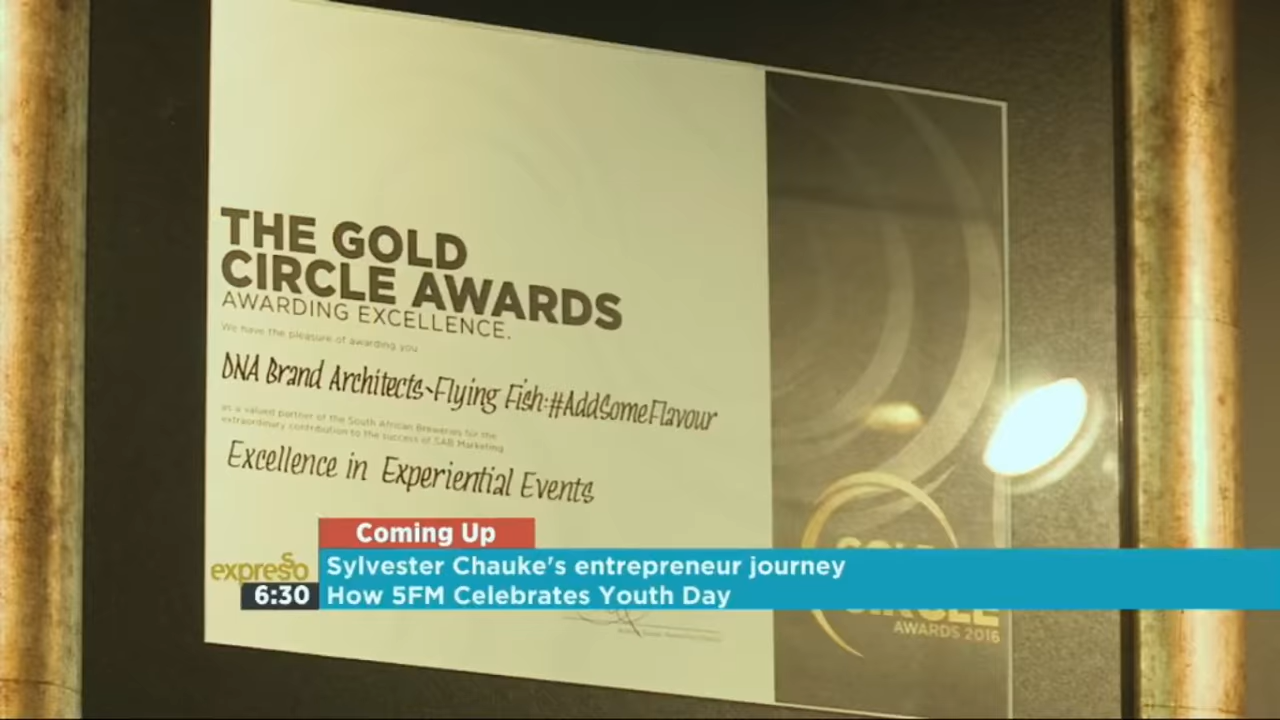 THE GOLD
CIRCLE AWARDS
AWARDING EXCELLENCE.
We have the pleasure of awarding you
DNA Brand Architects~Flying Fish:#AddSomeFlavour
as a valued partner of the South African Breweries for the
extraordinary contribution to the success of SAB Marketing
Excellence in Experiential Events
Coming Up
expresso
Sylvester Chauke's entrepreneur journey
6:30
How 5FM Celebrates Youth Day
GOLD
CIRCLE
AWARDS 2016